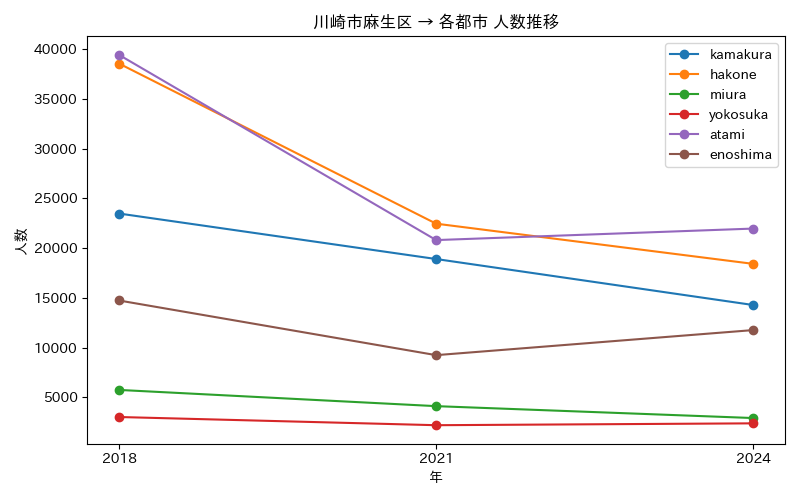 川崎市麻生区 → 各都市 人数推移
kamakura
hakone
miura
yokosuka
atami
enoshima
40000
35000
30000
25000
20000
15000
10000
5000
人数
2018
2021
2024
年